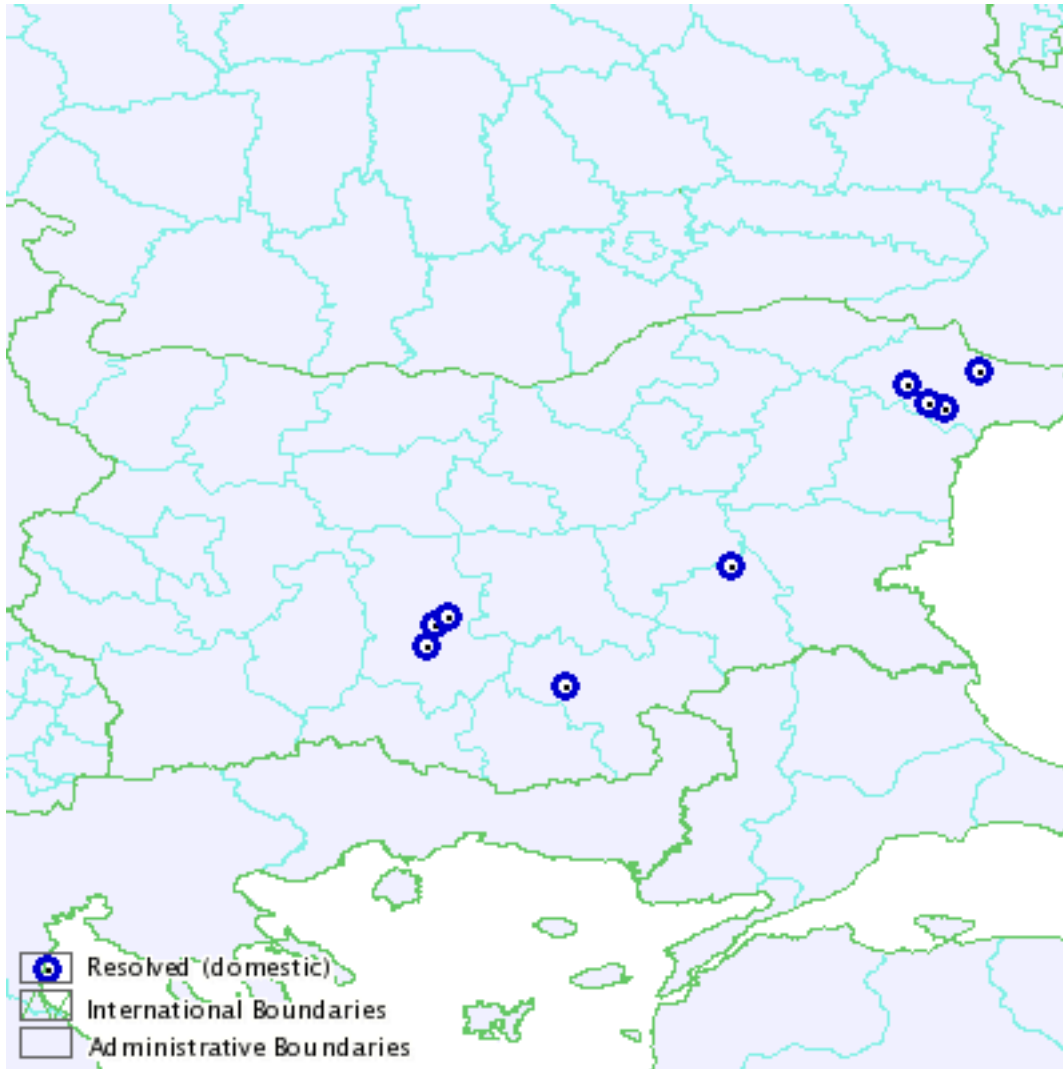 Resolved (domestic)
International Boundaries
Administrative Boundaries